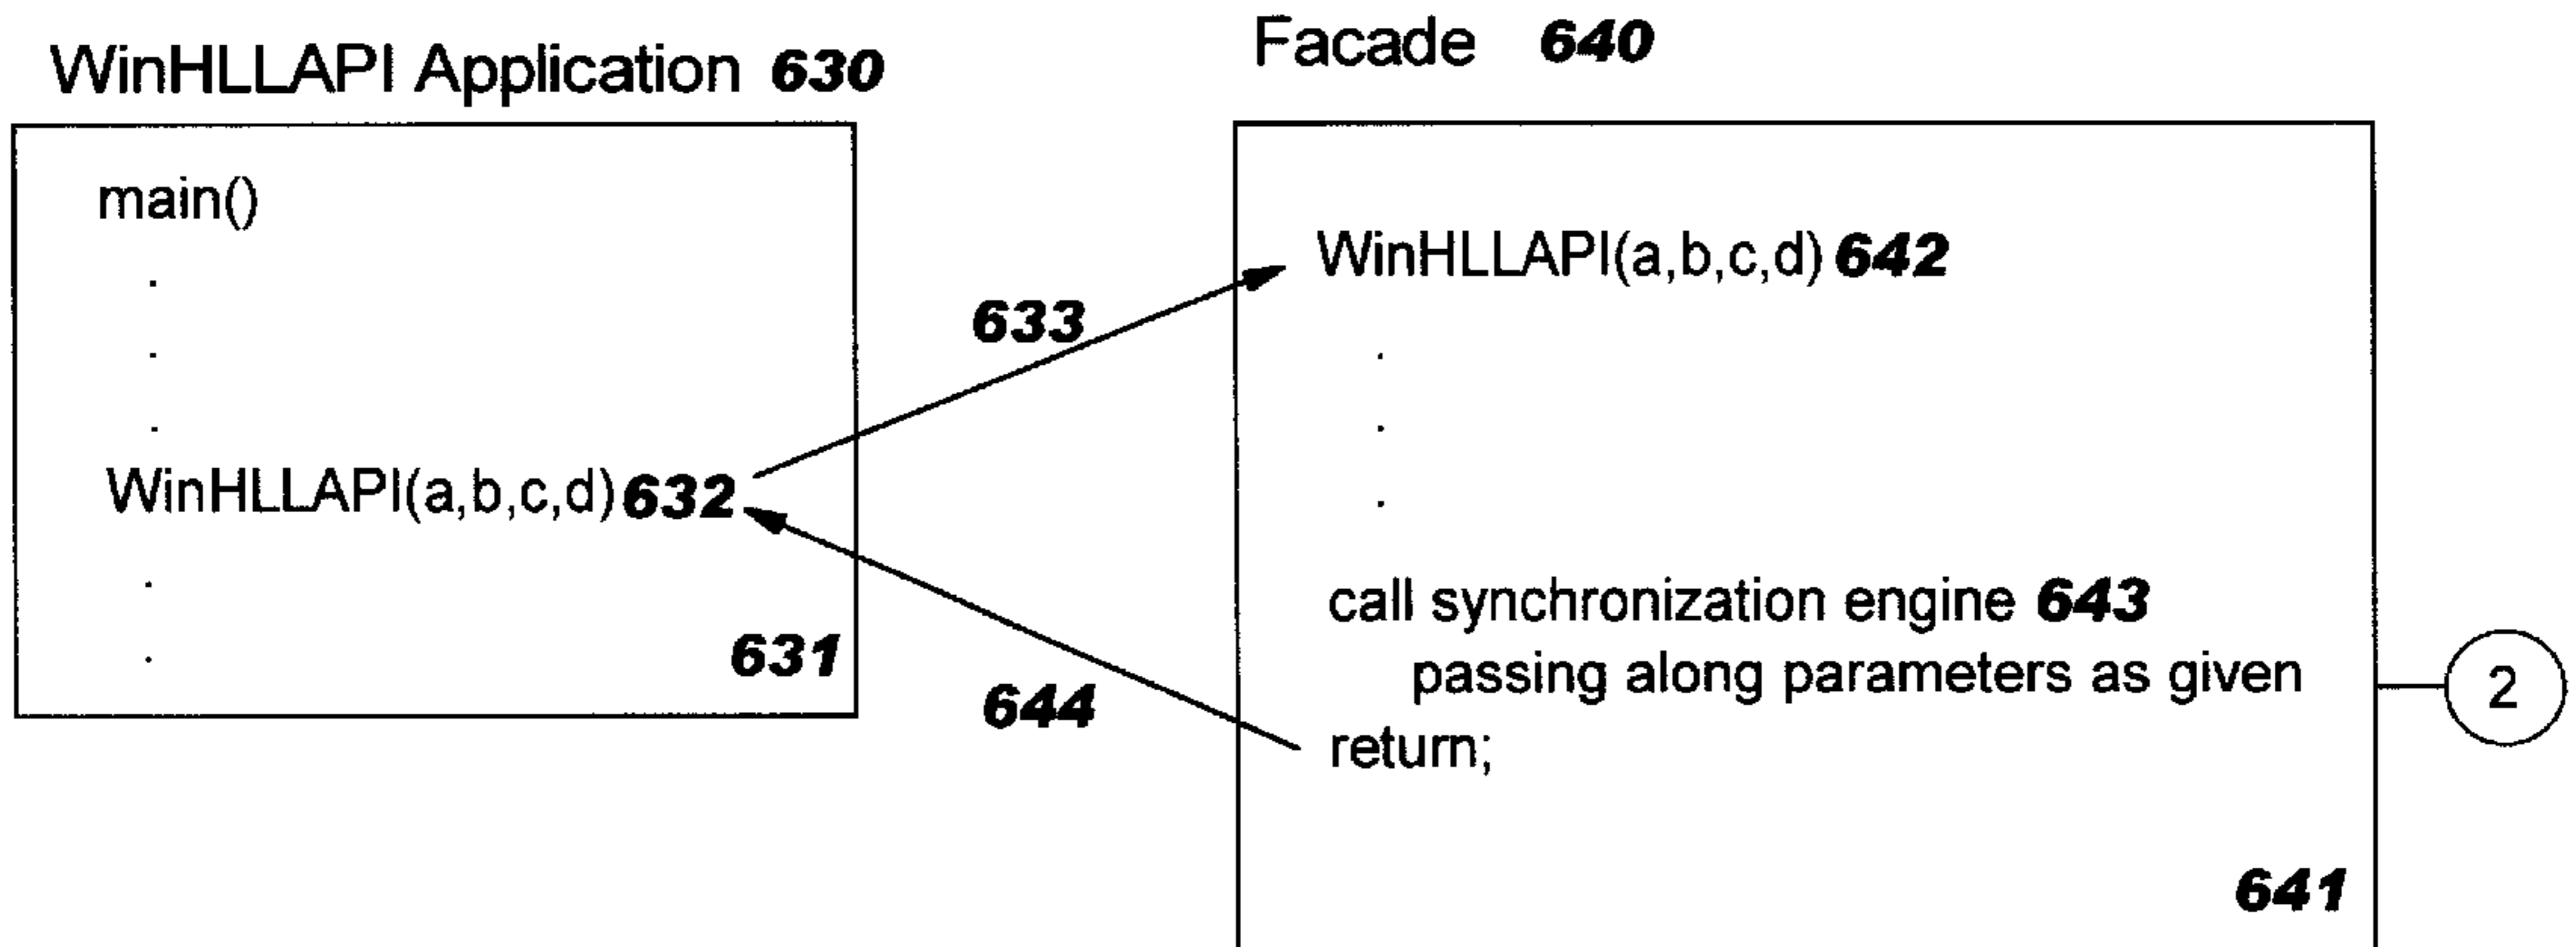 WinHLLAPI Application 630
main()
.
.
.
WinHLLAPI(a,b,c,d) 632
.
.
631
633
644
Facade 640
WinHLLAPI(a,b,c,d) 642
.
.
.
call synchronization engine 643
passing along parameters as given
return;
641
2